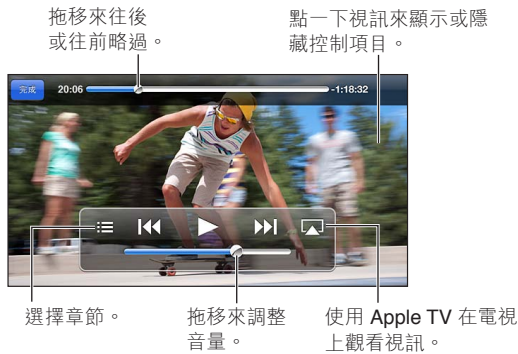 拖移來往後
或往前略過。
點一下視訊來顯示或隱
藏控制項目。
完成
20:06
-1:18:32
選擇章節。
拖移來調整
音量。
使用 Apple TV 在電視
上觀看視訊。